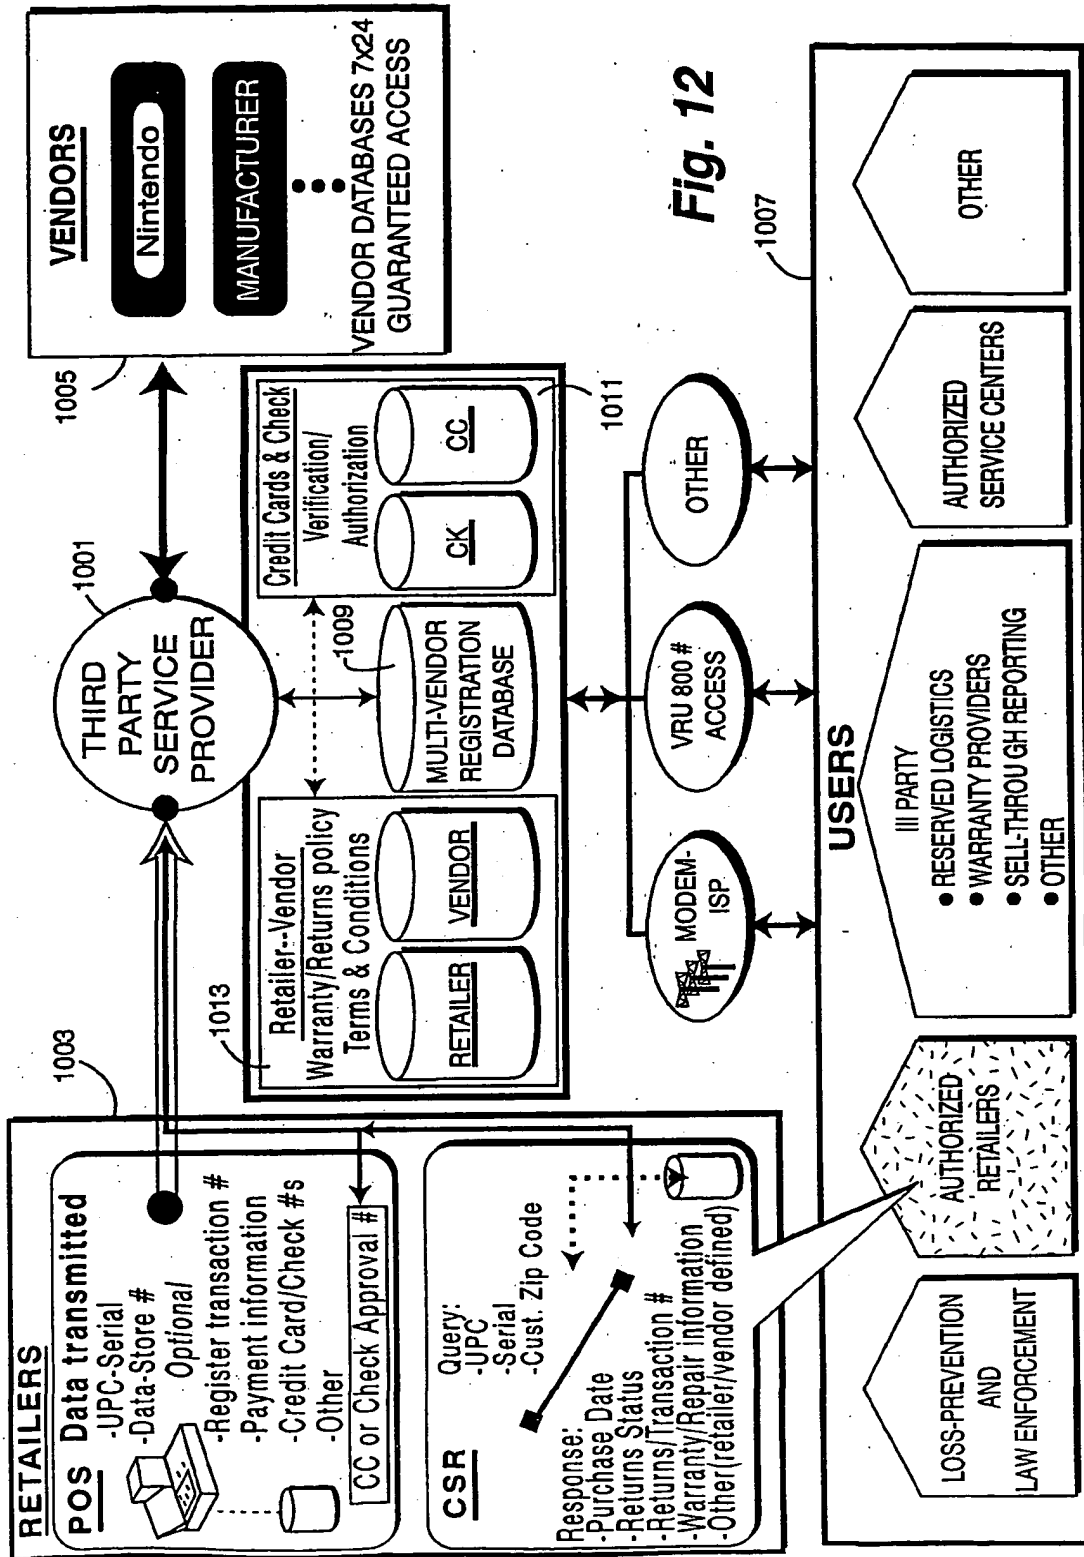 RETAILERS
POS
Data transmitted
-UPC-Serial
-Data-Store #
Optional
-Register transaction #
-Payment information
-Credit Card/Check #s
-Other
CC or Check Approval #
CSR
Query:
-UPC
-Serial
-Cust. Zip Code
Response:
-Purchase Date
-Returns Status
-Returns/Transaction #
-Warranty/Repair information
-Other(retailer/vendor defined)
1003
THIRD
PARTY
SERVICE
PROVIDER
1001
1013
Retailer--Vendor
Warranty/Returns policy
Terms & Conditions
RETAILER
VENDOR
1009
MULTI-VENDOR
REGISTRATION
DATABASE
Credit Cards & Check
Verification/
Authorization
CK
CC
1011
1005
VENDORS
Nintendo
MANUFACTURER
VENDOR DATABASES 7x24
GUARANTEED ACCESS
MODEM-
ISP
VRU 800 #
ACCESS
OTHER
Fig. 12
1007
USERS
LOSS-PREVENTION
AND
LAW ENFORCEMENT
AUTHORIZED
RETAILERS
III PARTY
● RESERVED LOGISTICS
● WARRANTY PROVIDERS
● SELL-THROUGH REPORTING
● OTHER
AUTHORIZED
SERVICE CENTERS
OTHER